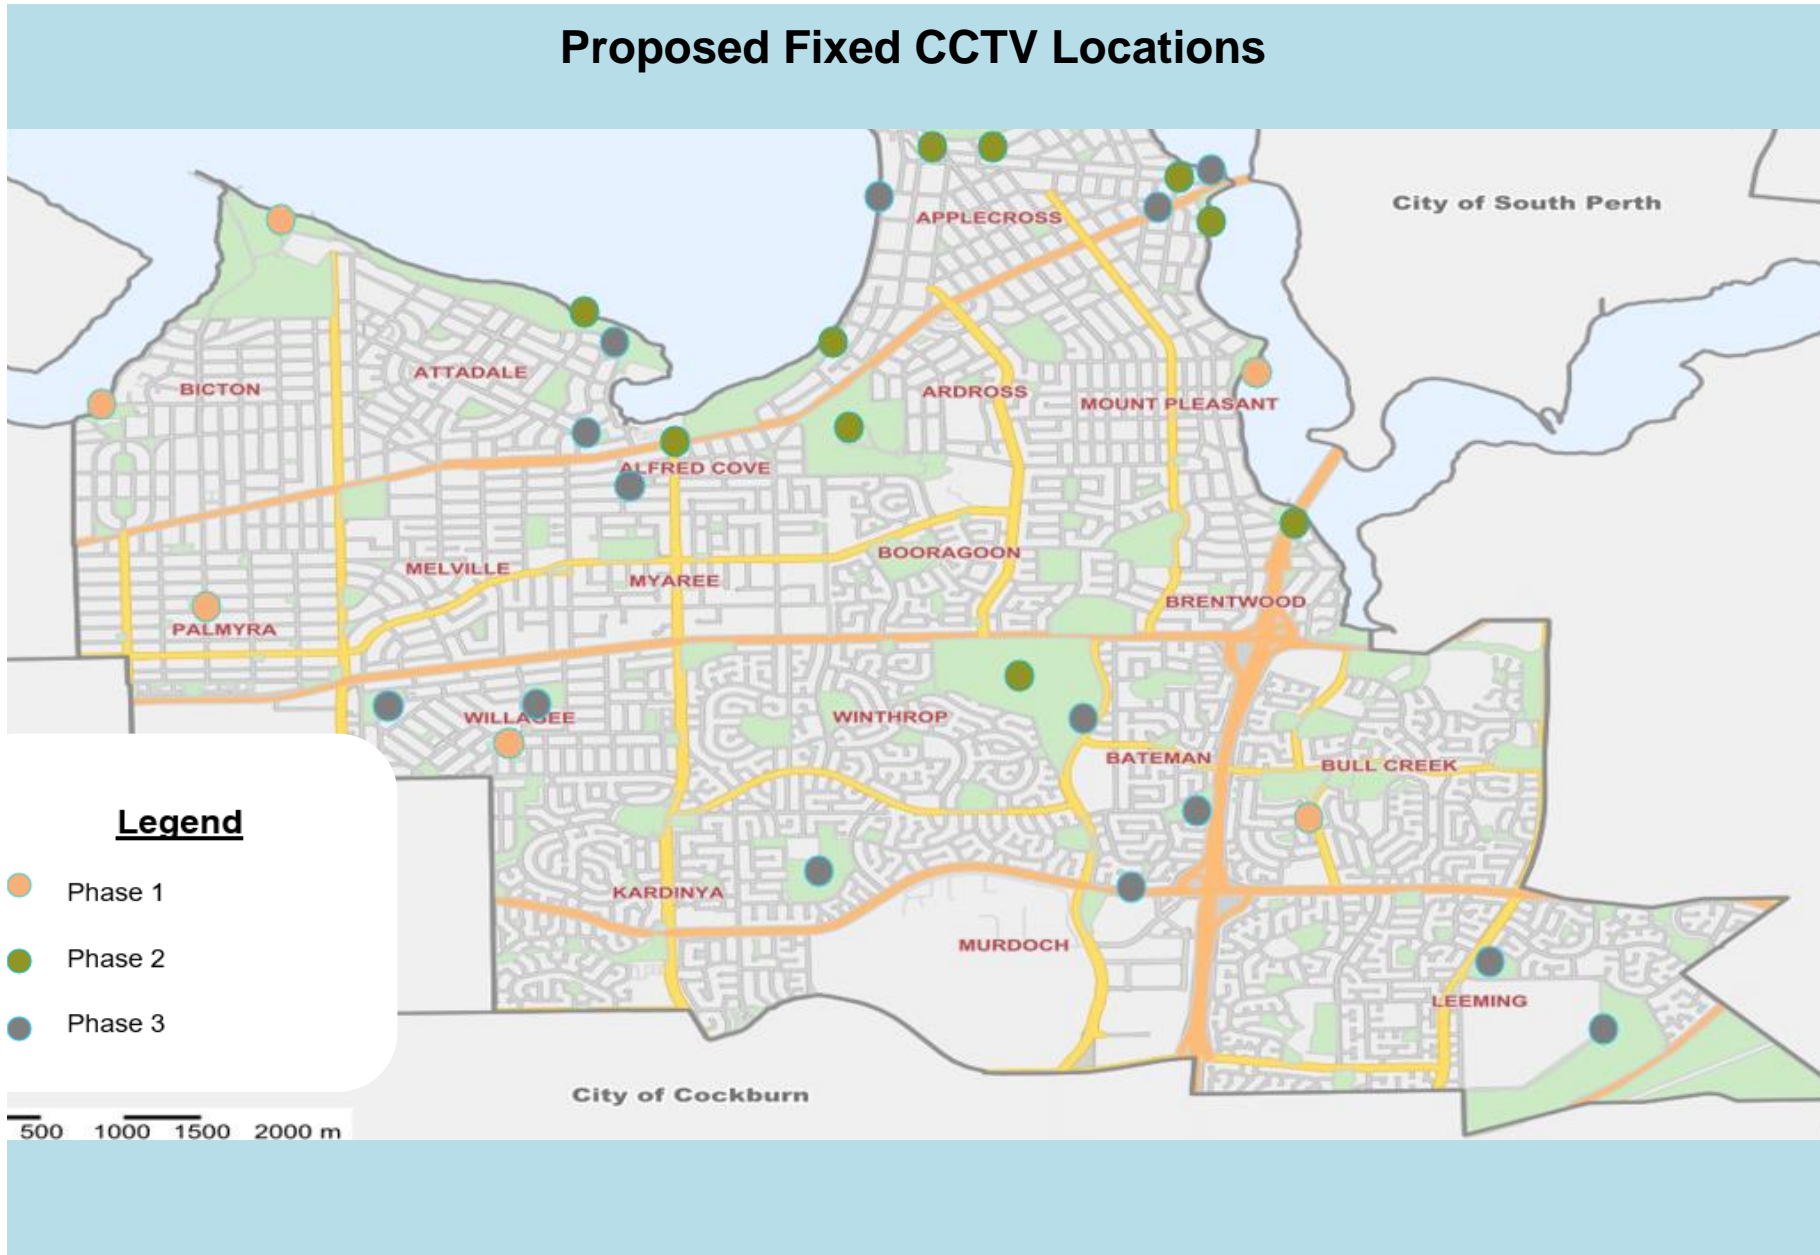 Proposed Fixed CCTV Locations
City of South Perth
APPLECROSS
ATTADALE
BICTON
ARDROSS
MOUNT PLEASANT
ALFRED COVE
BOORAGOON
MELVILLE
MYAREE
BRENTWOOD
PALMYRA
WILLAGEE
WINTHROP
BATEMAN
BULL CREEK
Legend
Phase 1
Phase 2
Phase 3
KARDINYA
MURDOCH
LEEMING
City of Cockburn
500 1000 1500 2000 m